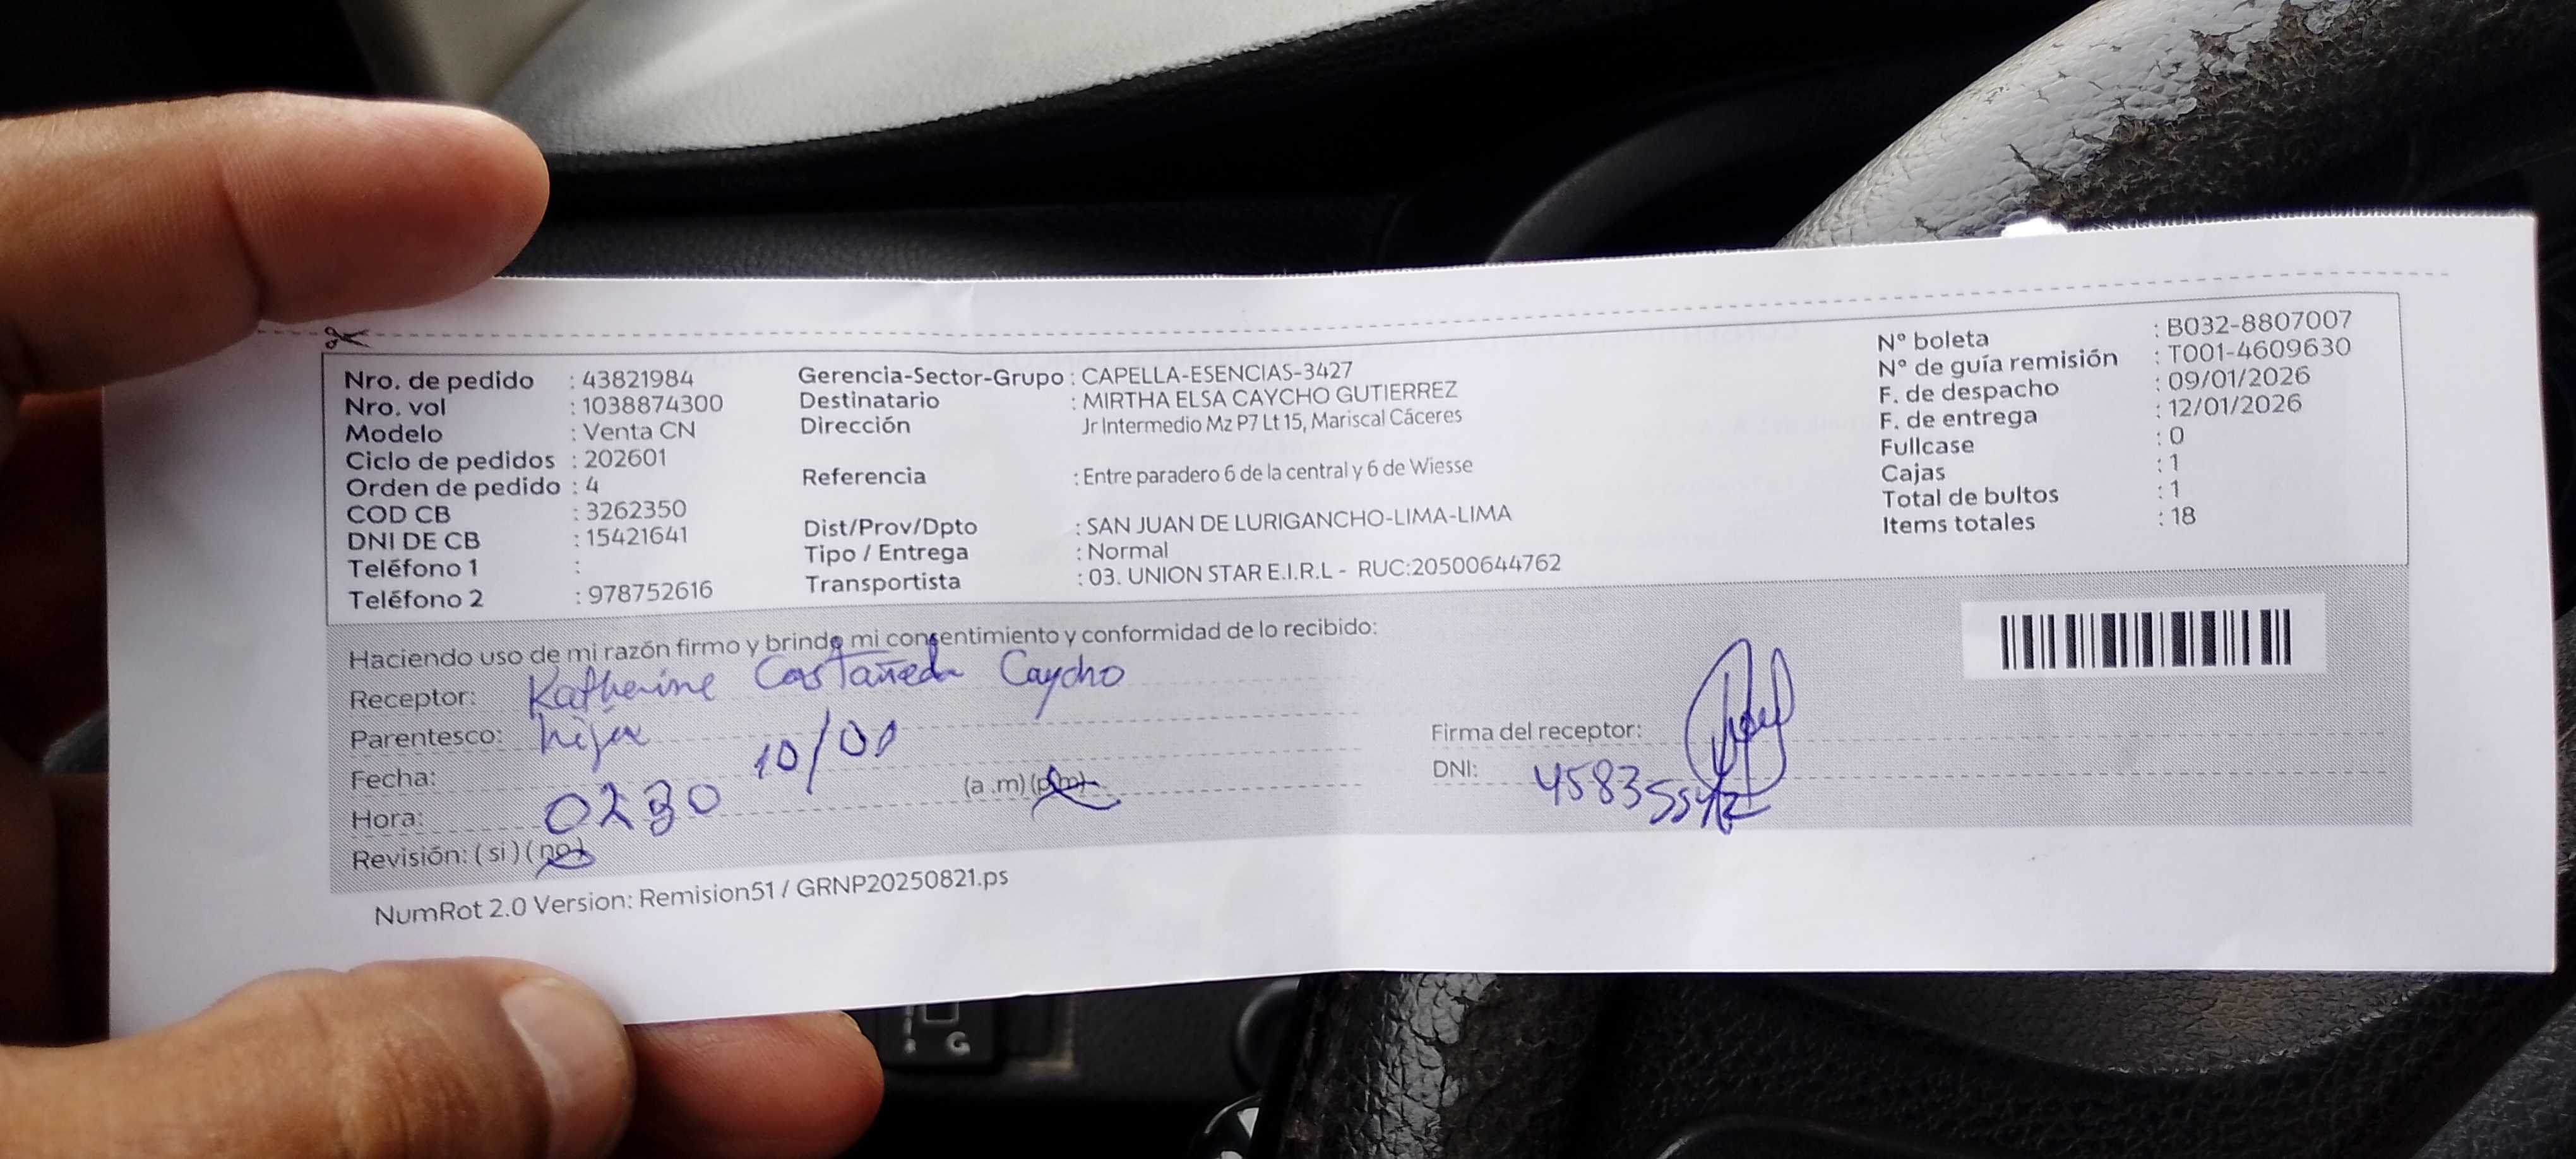 Nro. de pedido : 43821984
Nro. vol : 1038874300
Modelo : Venta CN
Ciclo de pedidos : 202601
Orden de pedido : 4
COD CB : 3262350
DNI DE CB : 15421641
Teléfono 1 :
Teléfono 2 : 978752616
Gerencia-Sector-Grupo : CAPELLA-ESENCIAS-3427
Destinatario : MIRTHA ELSA CAYCHO GUTIERREZ
Dirección Jr Intermedio Mz P7 Lt 15, Mariscal Cáceres
Referencia : Entre paradero 6 de la central y 6 de Wiesse
Dist/Prov/Dpto : SAN JUAN DE LURIGANCHO-LIMA-LIMA
Tipo / Entrega : Normal
Transportista : 03. UNION STAR E.I.R.L - RUC:20500644762
N° boleta : B032-8807007
N° de guía remisión : T001-4609630
F. de despacho : 09/01/2026
F. de entrega : 12/01/2026
Fullcase : 0
Cajas : 1
Total de bultos : 1
Items totales : 18
Haciendo uso de mi razón firmo y brindo mi consentimiento y conformidad de lo recibido:
Receptor: Katherine Castañeda Caycho
Parentesco: hija
Fecha: 10/01
Hora: 0230 (a .m) (p.m)
Revisión: ( si ) ( no )
Firma del receptor:
DNI: 45835
NumRot 2.0 Version: Remision51 / GRNP20250821.ps
G